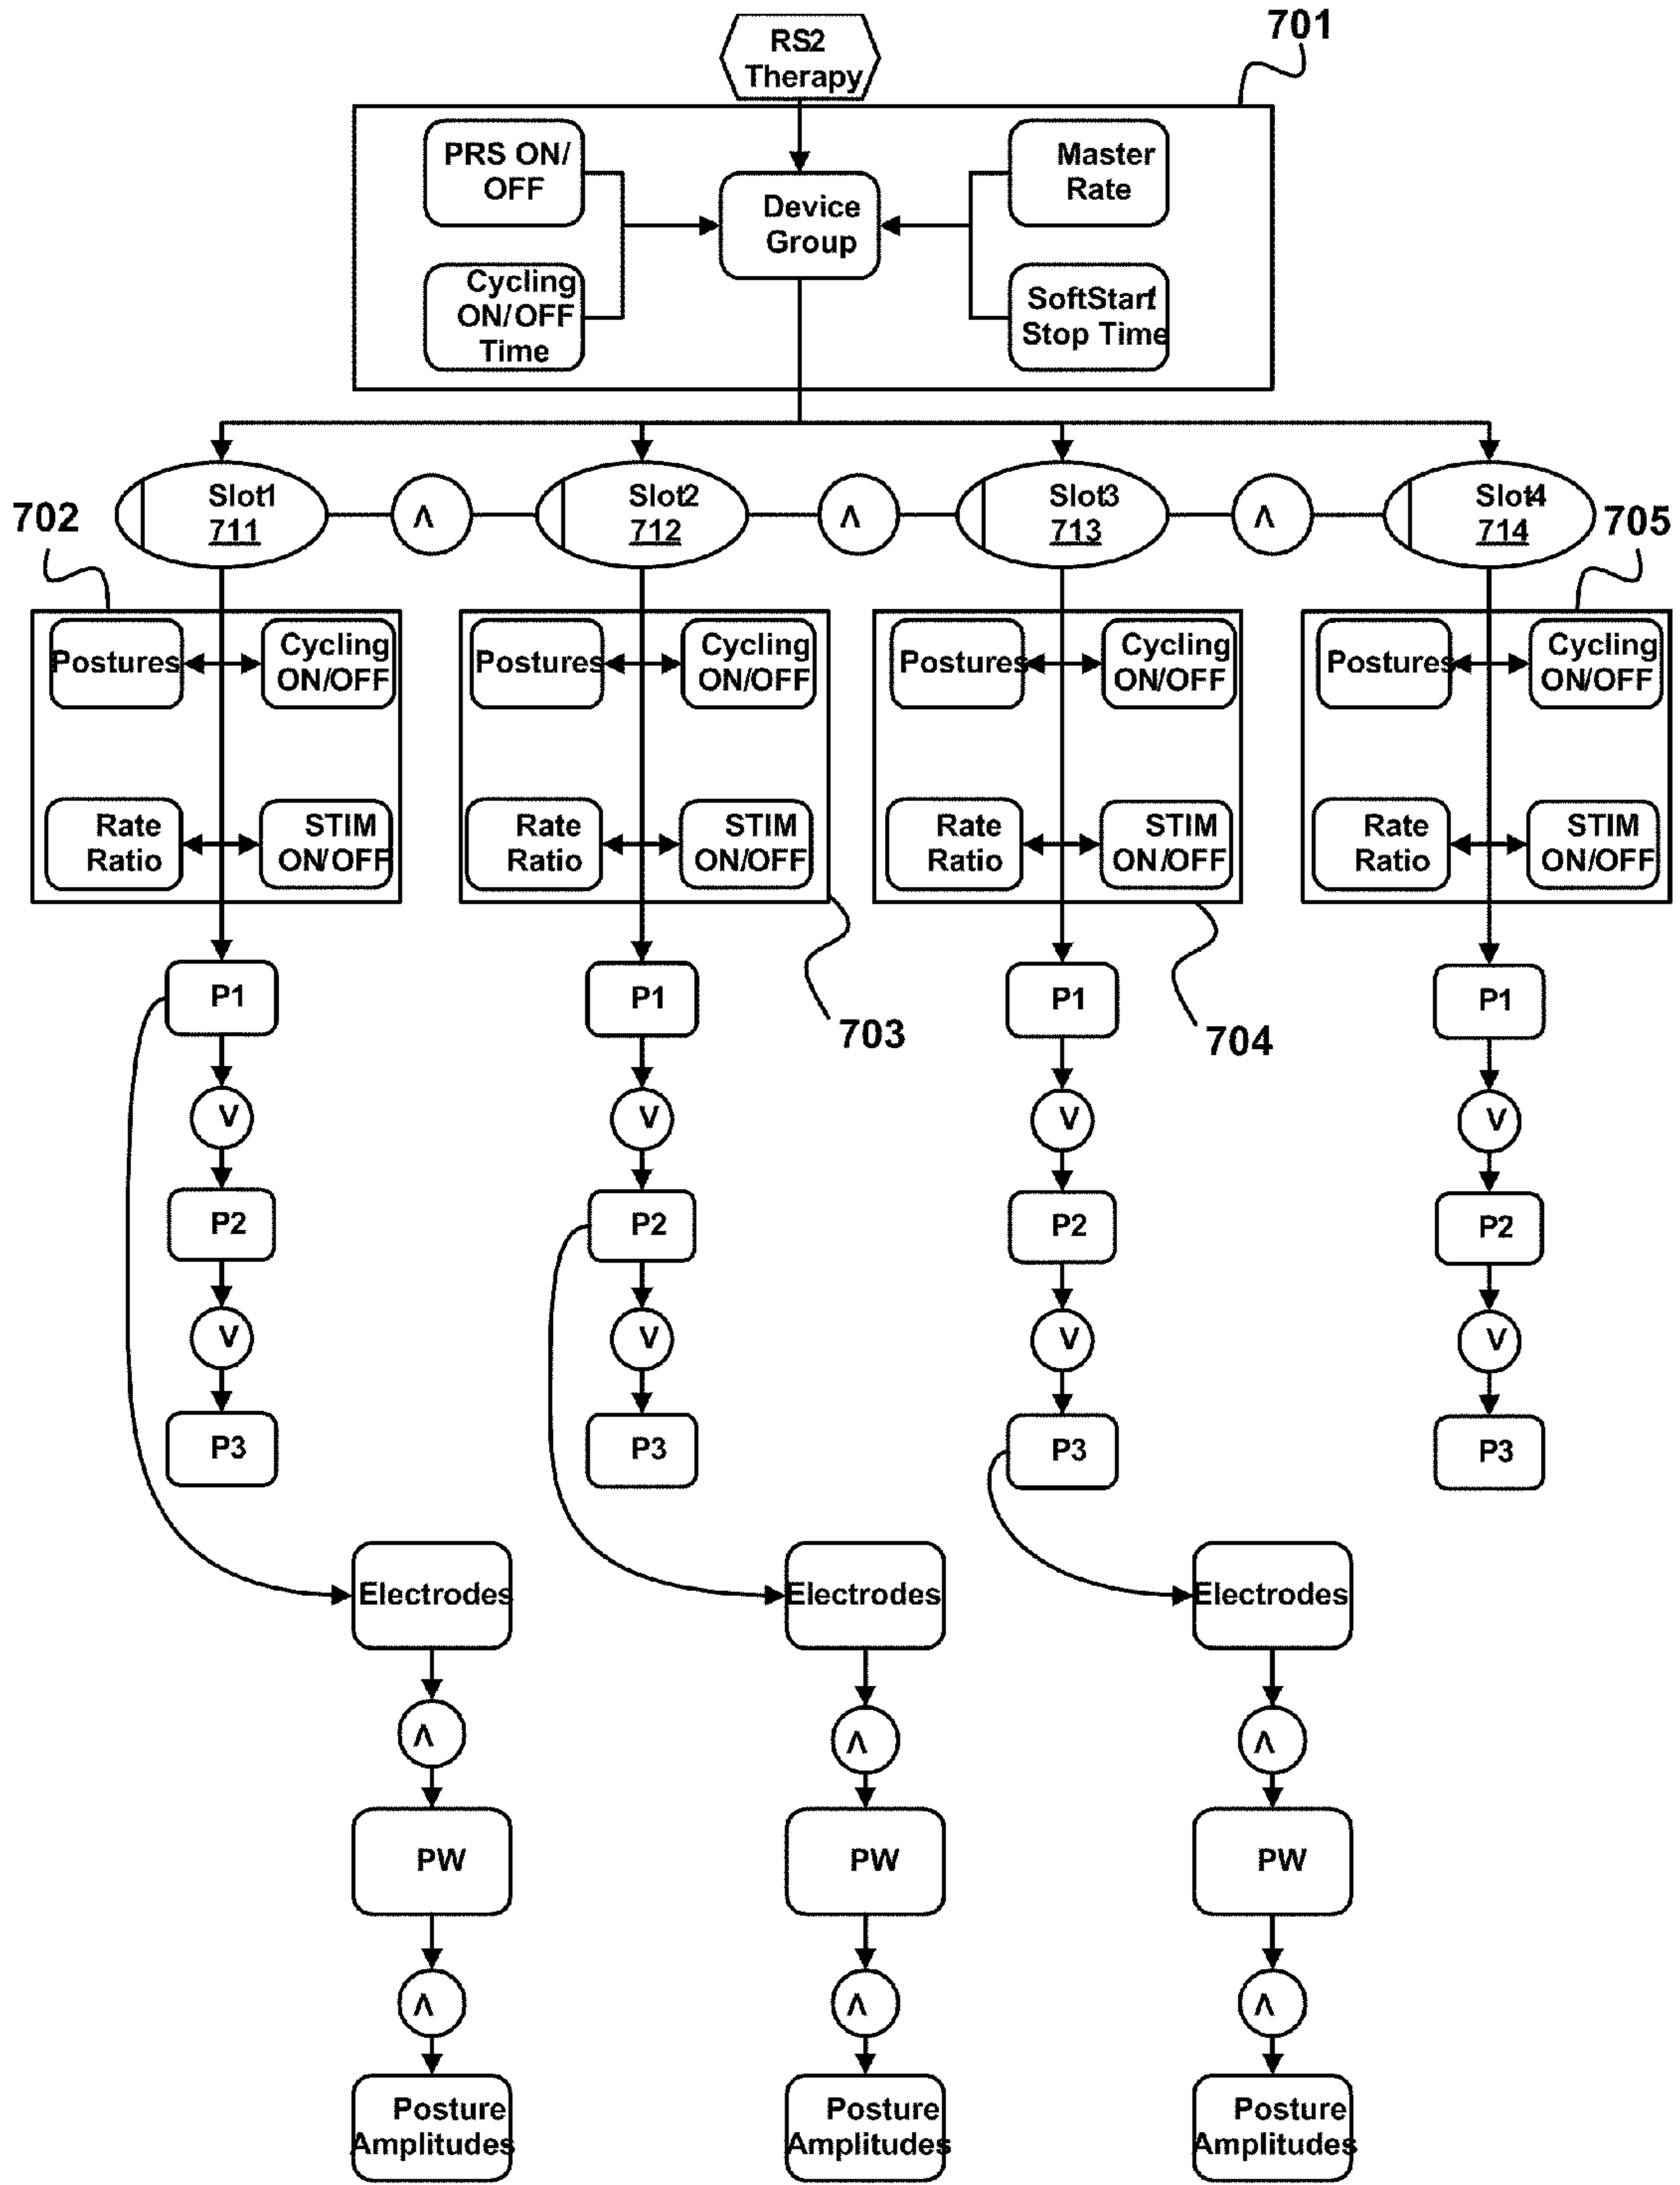 701
RS2
Therapy
PRS ON/
OFF
Master
Rate
Device
Group
Cycling
ON/OFF
Time
SoftStart/
Stop Time
702
Slot1
711
Λ
Slot2
712
Λ
Slot3
713
Λ
Slot4
714
705
Postures
Cycling
ON/OFF
Postures
Cycling
ON/OFF
Postures
Cycling
ON/OFF
Postures
Cycling
ON/OFF
Rate
Ratio
STIM
ON/OFF
Rate
Ratio
STIM
ON/OFF
Rate
Ratio
STIM
ON/OFF
Rate
Ratio
STIM
ON/OFF
P1
P1
P1
P1
703
704
V
V
V
V
P2
P2
P2
P2
V
V
V
V
P3
P3
P3
P3
Electrodes
Electrodes
Electrodes
Λ
Λ
Λ
PW
PW
PW
Λ
Λ
Λ
Posture
Amplitudes
Posture
Amplitudes
Posture
Amplitudes